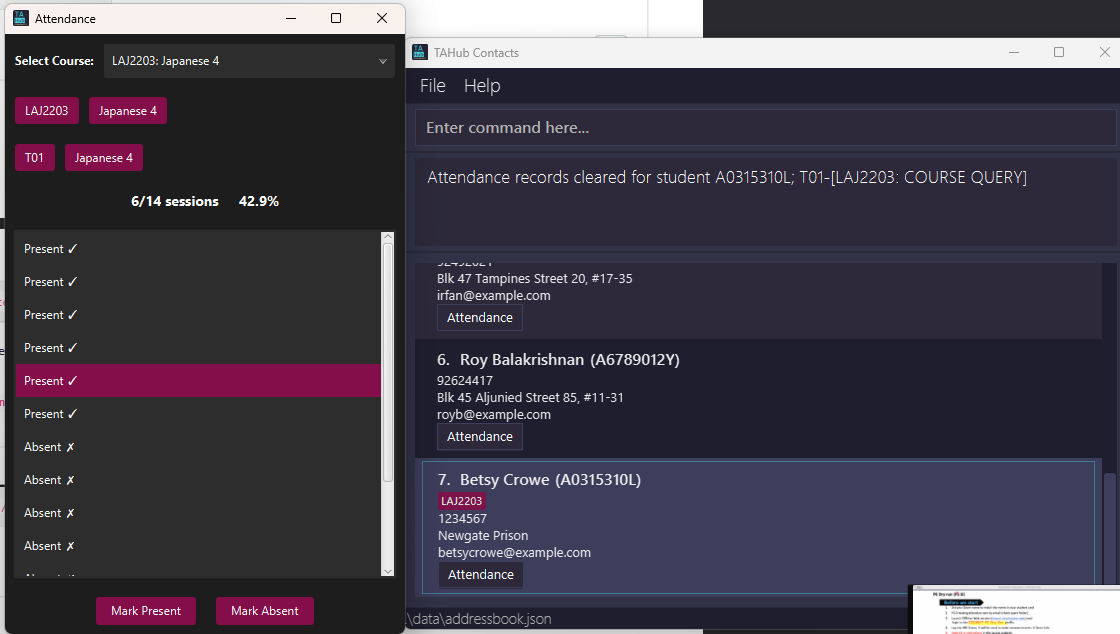 Attendance
Select Course: LAJ2203: Japanese 4
LAJ2203 Japanese 4
T01 Japanese 4
6/14 sessions 42.9%
Present ✓
Present ✓
Present ✓
Present ✓
Present ✓
Present ✓
Absent ✗
Absent ✗
Absent ✗
Absent ✗
Mark Present Mark Absent
TAHub Contacts
File Help
Enter command here...
Attendance records cleared for student A0315310L; T01-[LAJ2203: COURSE QUERY]
Blk 47 Tampines Street 20, #17-35
irfan@example.com
Attendance
6. Roy Balakrishnan (A6789012Y)
92624417
Blk 45 Aljunied Street 85, #11-31
royb@example.com
Attendance
7. Betsy Crowe (A0315310L)
LAJ2203
1234567
Newgate Prison
betsycrowe@example.com
Attendance
\data\addressbook.json